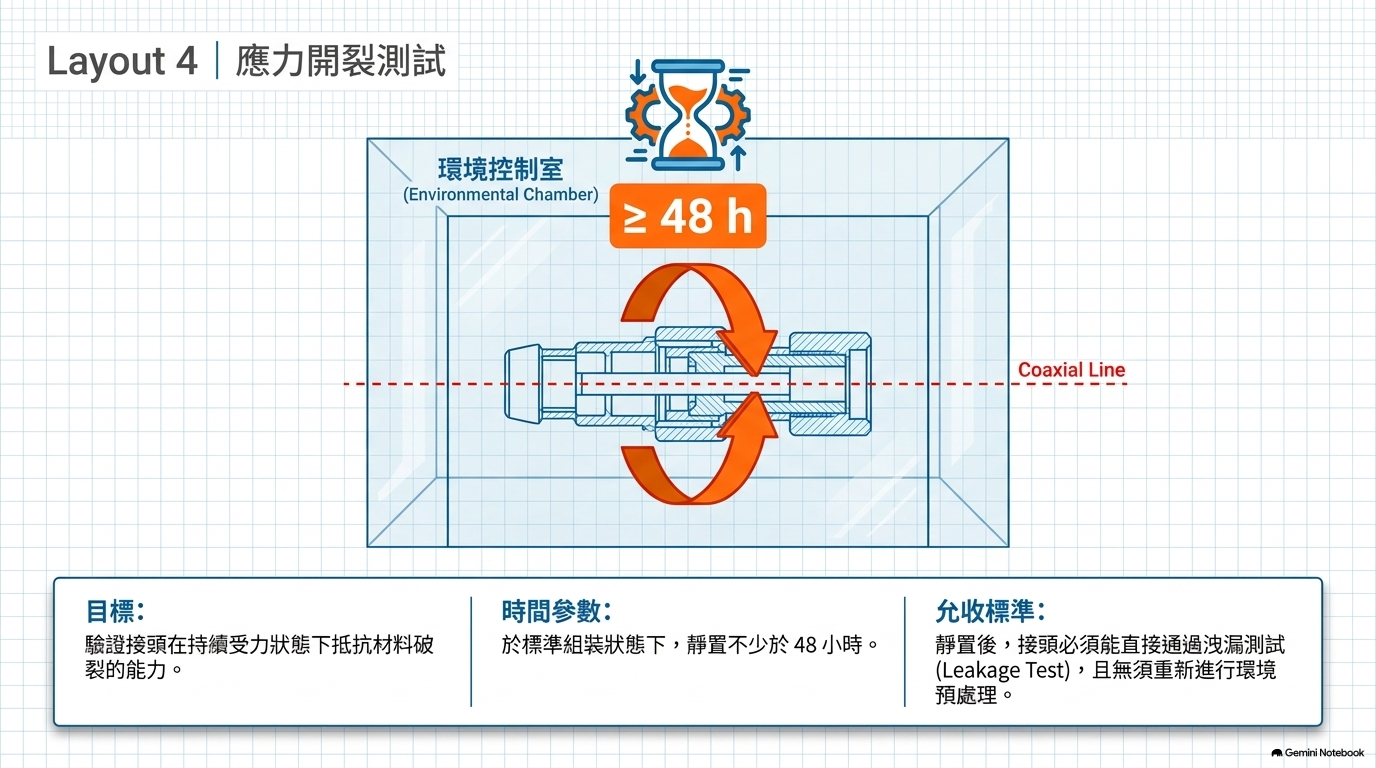 Layout 4｜應力開裂測試
環境控制室
(Environmental Chamber)
≥ 48 h
Coaxial Line
目標：
驗證接頭在持續受力狀態下抵抗材料破
裂的能力。
時間參數：
於標準組裝狀態下，靜置不少於 48 小時。
允收標準：
靜置後，接頭必須能直接通過洩漏測試
(Leakage Test)，且無須重新進行環境
預處理。
Gemini Notebook